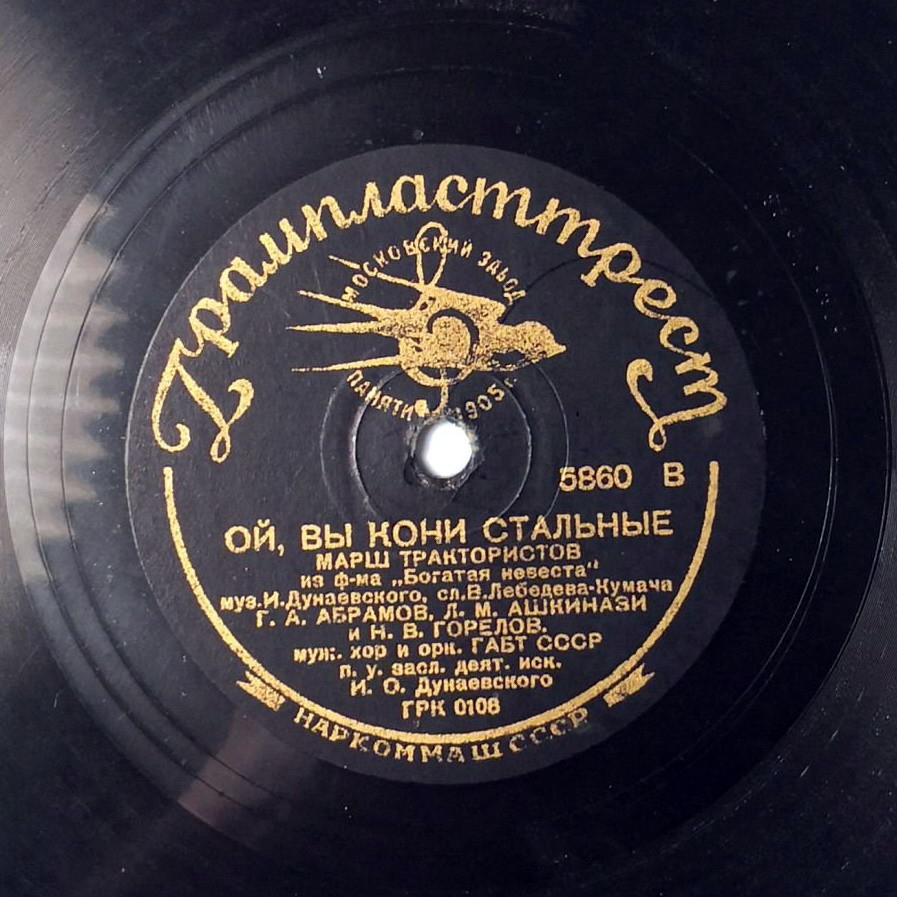 Грампласттрест
МОСКОВСКИЙ ЗАВОД
ПАМЯТИ 1905 г.
5860 В
ОЙ, ВЫ КОНИ СТАЛЬНЫЕ
МАРШ ТРАКТОРИСТОВ
из ф-ма „Богатая невеста“
муз.И.Дунаевского, сл.В.Лебедева-Кумача
Г. А. АБРАМОВ, Л. М. АШКИНАЗИ
и Н. В. ГОРЕЛОВ.
муж. хор и орк. ГАБТ СССР
п. у. засл. деят. иск.
И. О. Дунаевского
ГРК 0108
НАРКОММАШ СССР